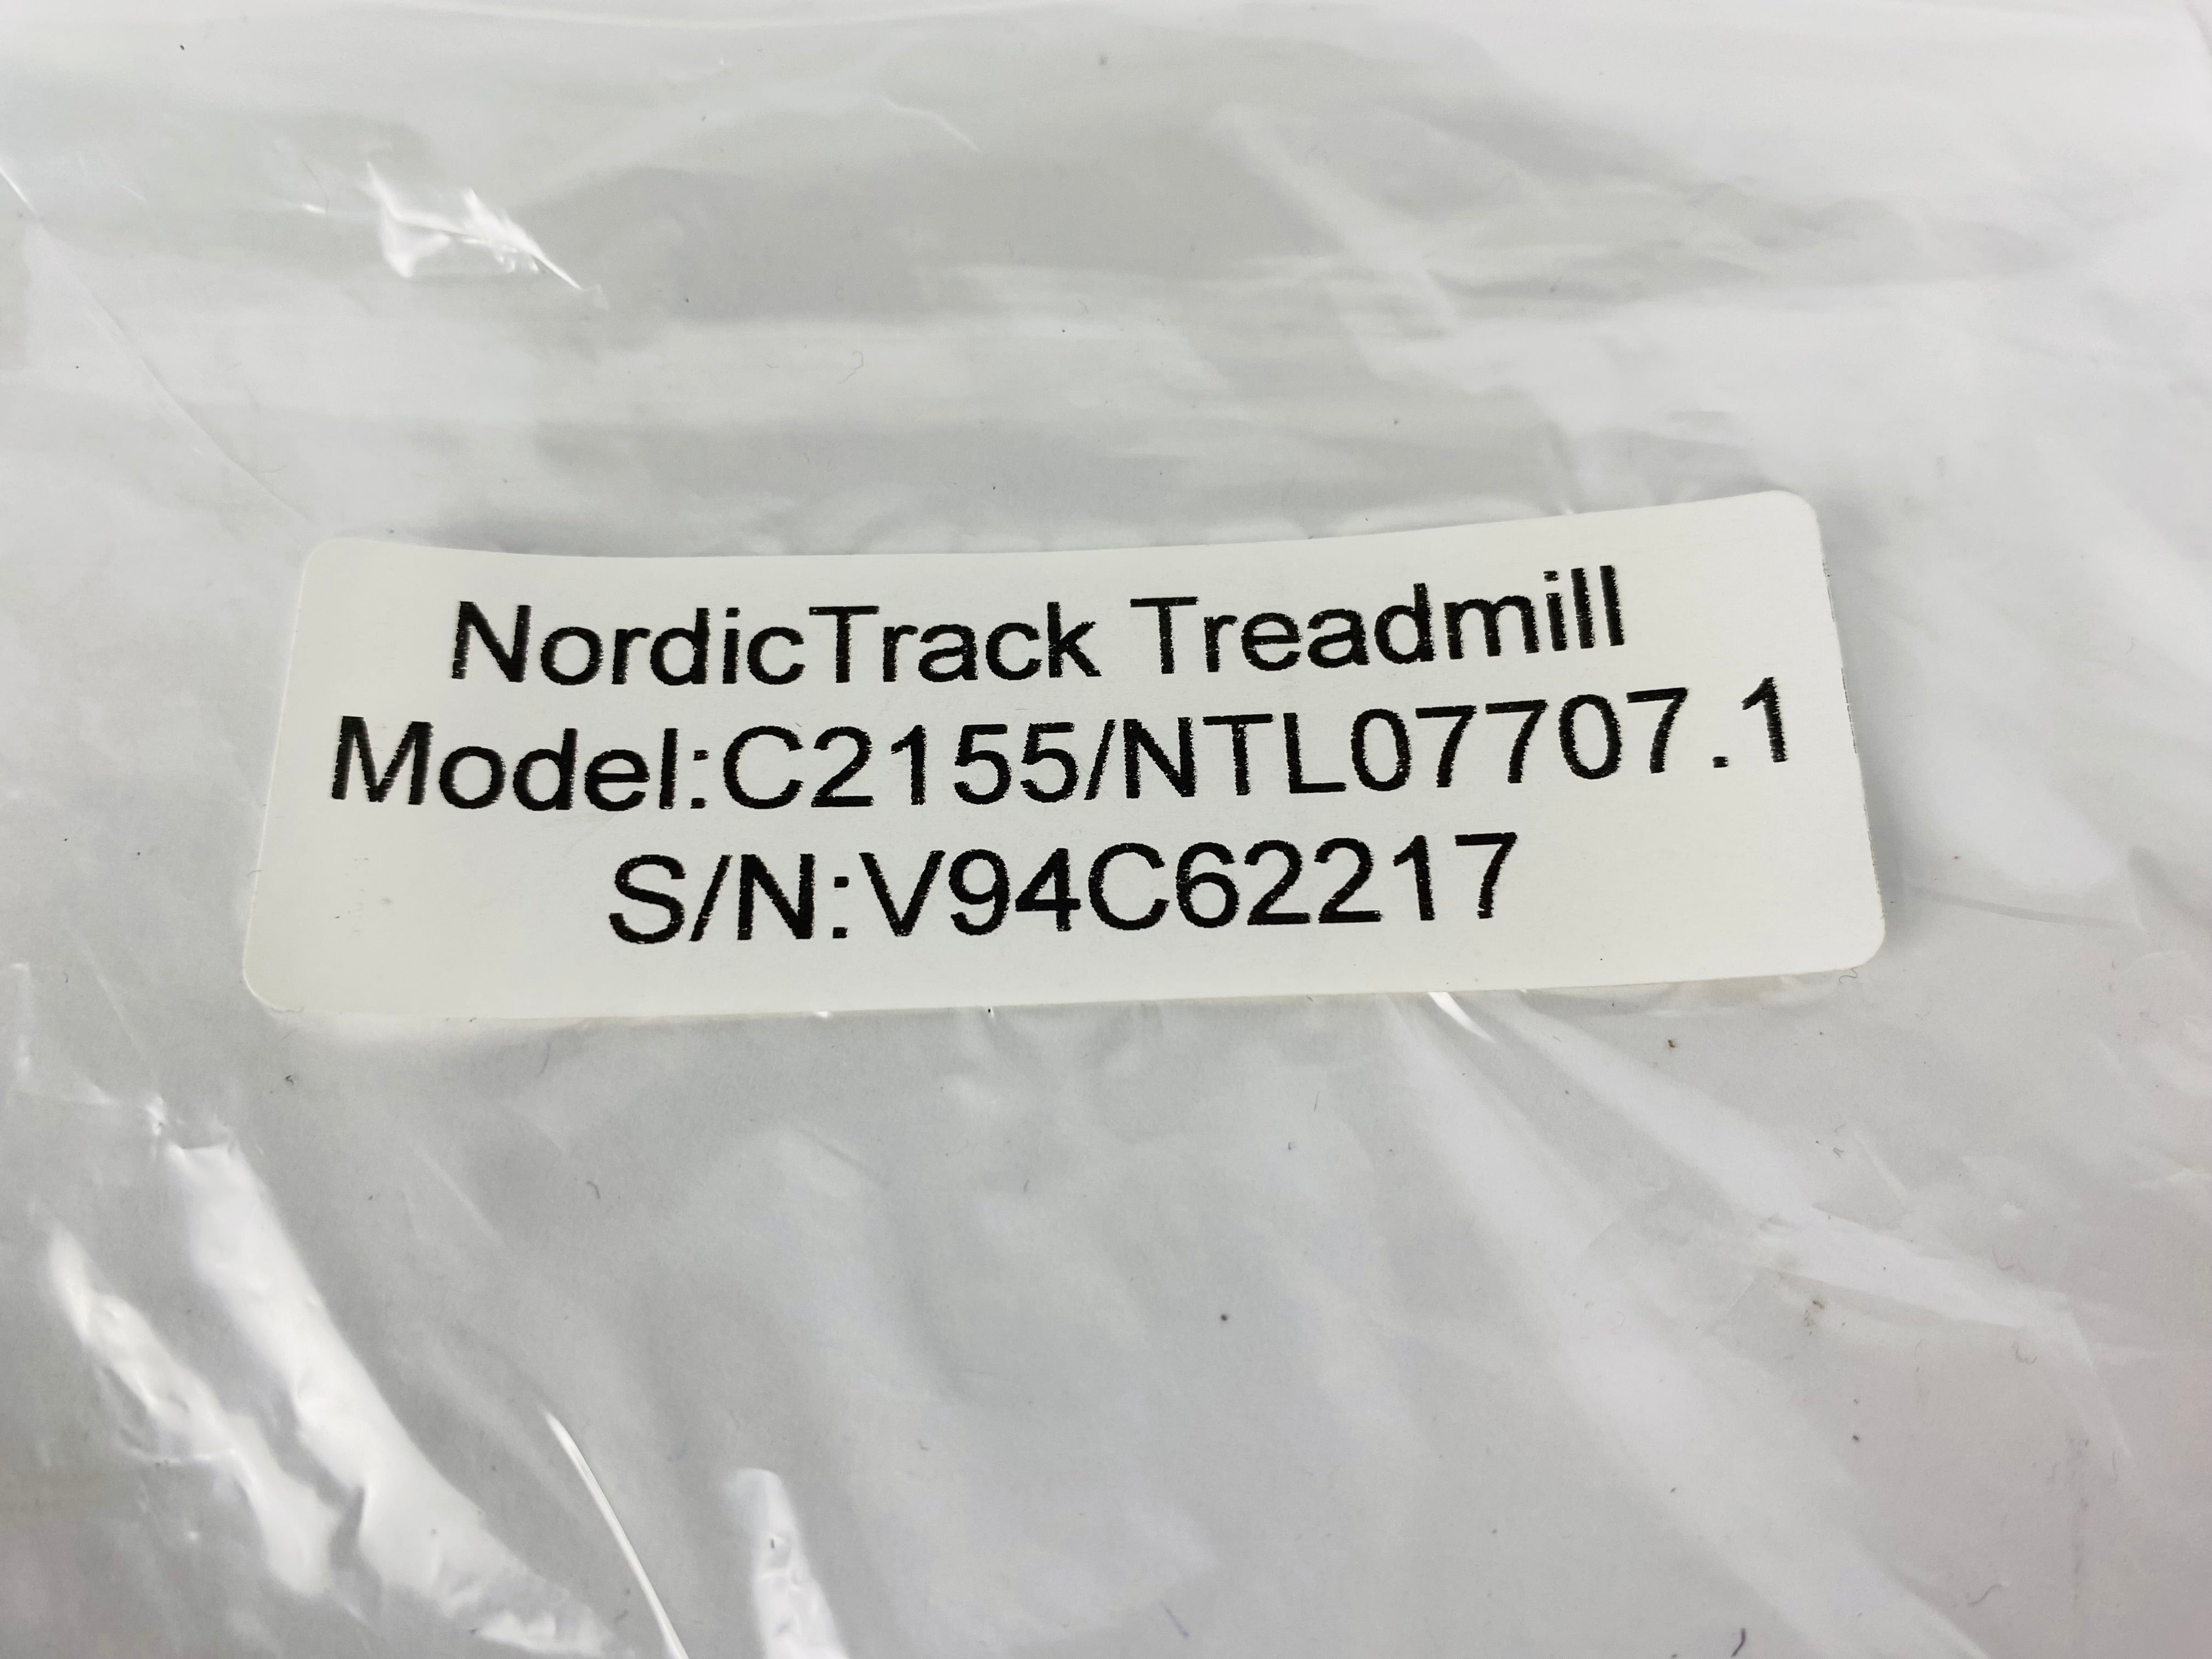 NordicTrack Treadmill
Model:C2155/NTL07707.1
S/N:V94C62217